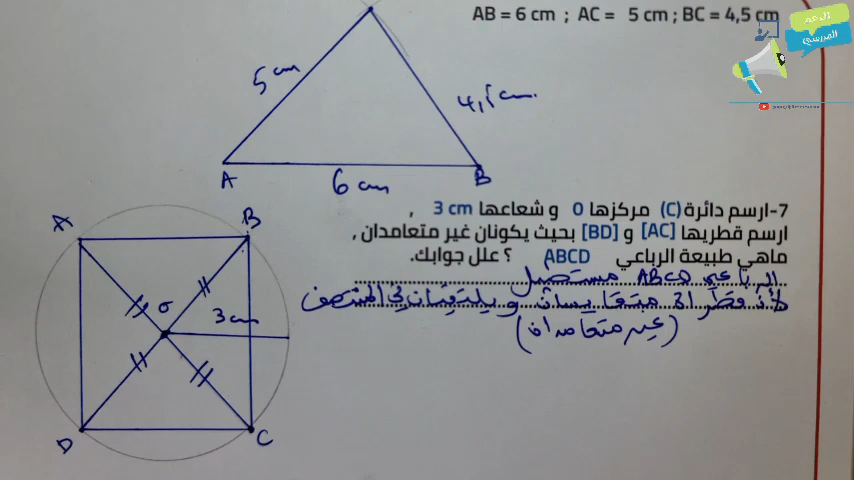 AB = 6 cm ; AC = 5 cm ; BC = 4,5 cm
الدعم
المدرسي
5 cm
4,5 cm.
A
6 cm
B
7-ارسم دائرة (C) مركزها O و شعاعها 3 cm ,
ارسم قطريها [AC] و [BD] بحيث يكونان غير متعامدان ,
ماهي طبيعة الرباعي ABCD ؟ علل جوابك.
الرباعي ABCD مستطيل
لأن قطراه متقايسان و يلتقيان في المنتصف
(غير متعامدان)
A
B
O
3 cm
D
C